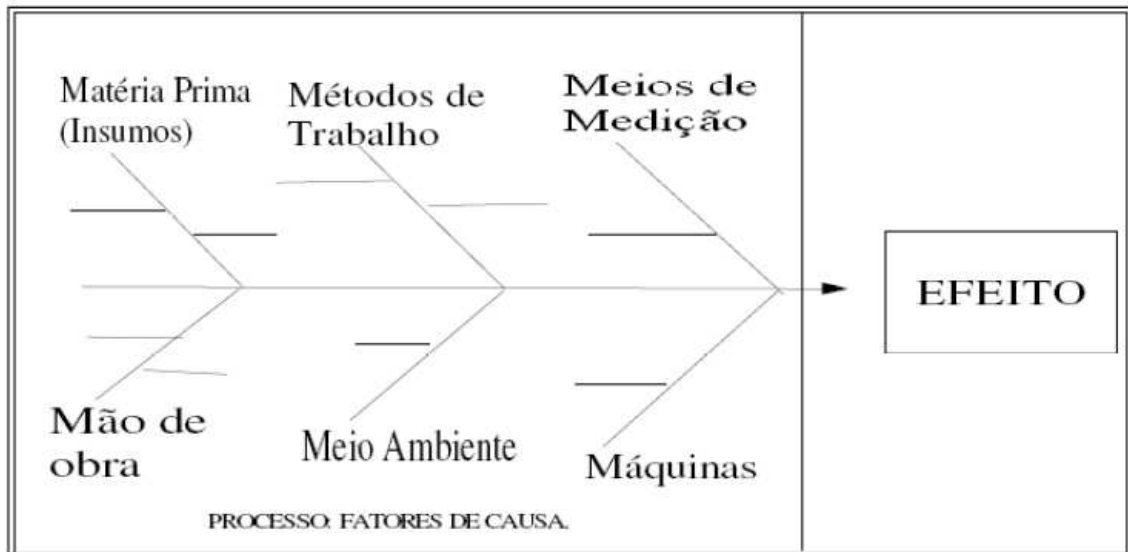 Matéria Prima
(Insumos)
Métodos de
Trabalho
Meios de
Medição
EFEITO
Mão de
obra
Meio Ambiente
Máquinas
PROCESSO: FATORES DE CAUSA.